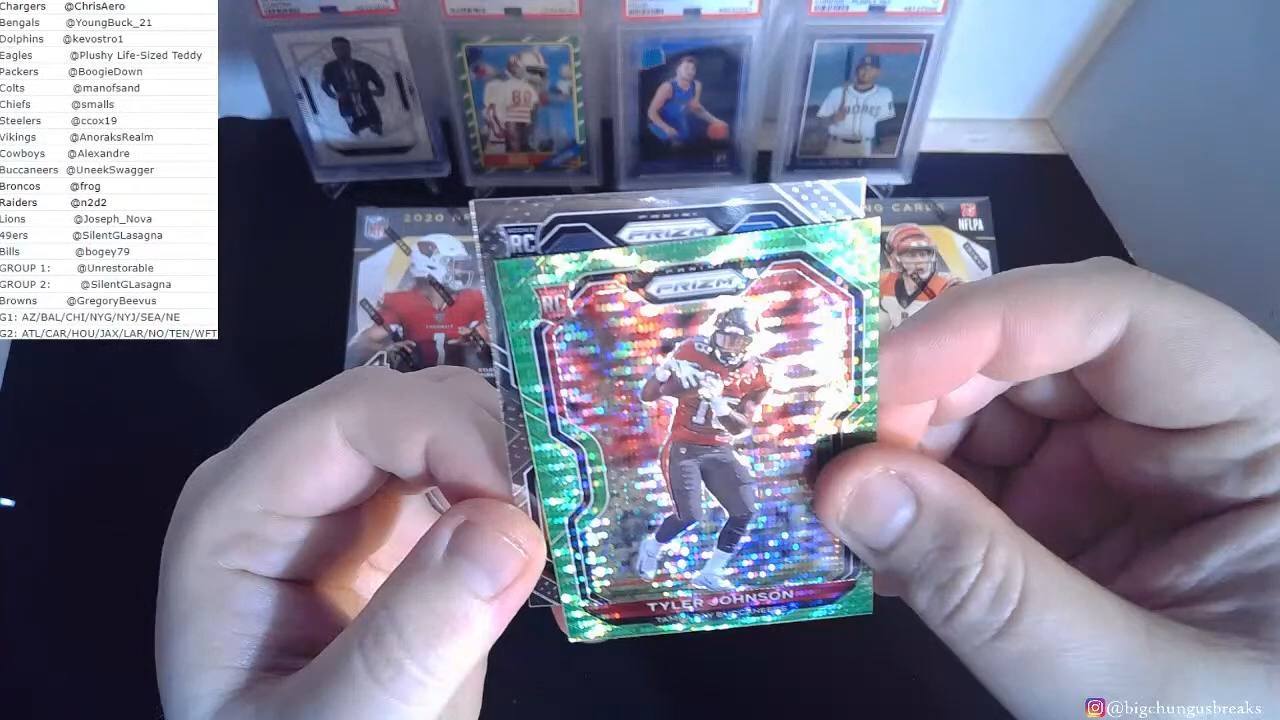 Chargers @ChrisAero
Bengals @YoungBuck_21
Dolphins @kevostro1
Eagles @Plushy Life-Sized Teddy
Packers @BoogieDown
Colts @manofsand
Chiefs @smalls
Steelers @ccox19
Vikings @AnoraksRealm
Cowboys @Alexandre
Buccaneers @UneekSwagger
Broncos @frog
Raiders @n2d2
Lions @Joseph_Nova
49ers @SilentGLasagna
Bills @bogey79
GROUP 1: @Unrestorable
GROUP 2: @SilentGLasagna
Browns @GregoryBeevus
G1: AZ/BAL/CHI/NYG/NYJ/SEA/NE
G2: ATL/CAR/HOU/JAX/LAR/NO/TEN/WFT
2020
NFLPA
PANINI
PRIZM
RC
PANINI
PRIZM
RC
TYLER JOHNSON
@bigchungusbreaks